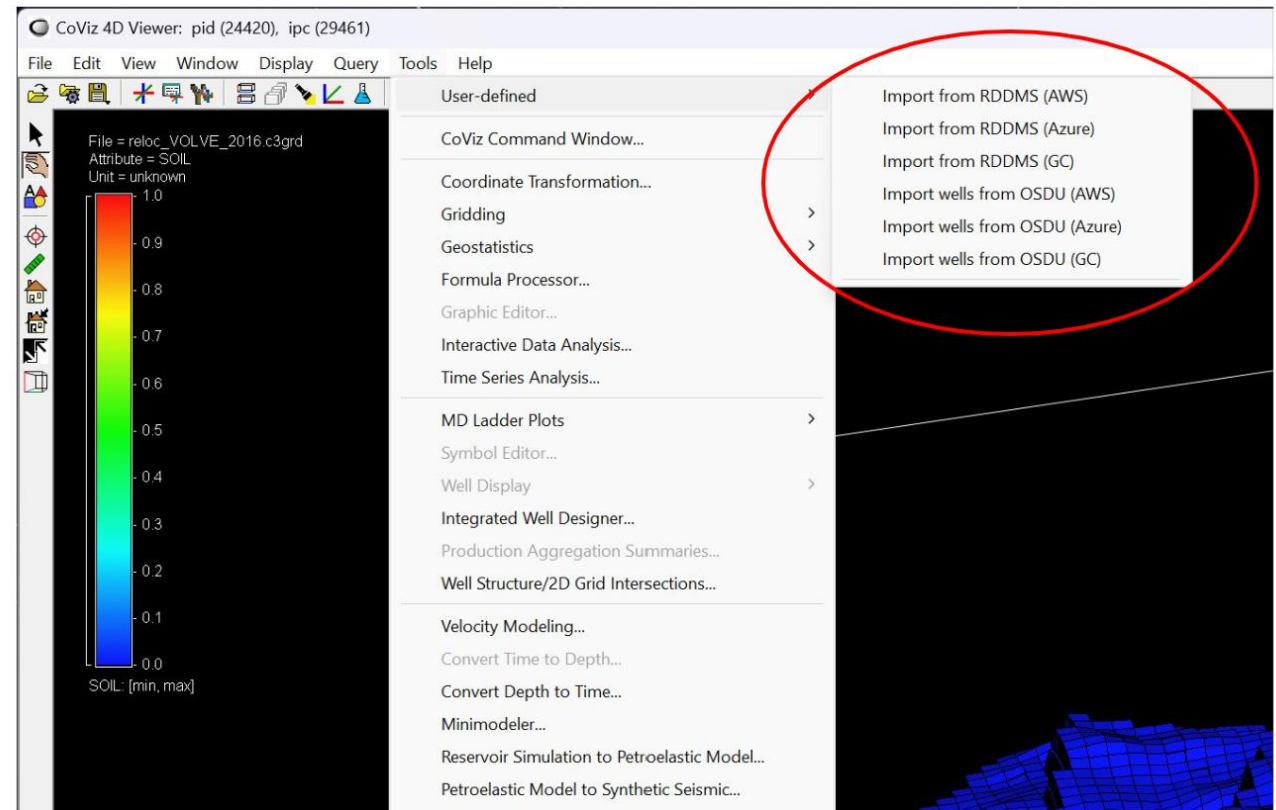 CoViz 4D Viewer: pid (24420), ipc (29461)
File Edit View Window Display Query Tools Help
File = reloc_VOLVE_2016.c3grd
Attribute = SOIL
Unit = unknown
1.0
0.9
0.8
0.7
0.6
0.5
0.4
0.3
0.2
0.1
0.0
SOIL: [min, max]
User-defined
CoViz Command Window...
Coordinate Transformation...
Gridding
Geostatistics
Formula Processor...
Graphic Editor...
Interactive Data Analysis...
Time Series Analysis...
MD Ladder Plots
Symbol Editor...
Well Display
Integrated Well Designer...
Production Aggregation Summaries...
Well Structure/2D Grid Intersections...
Velocity Modeling...
Convert Time to Depth...
Convert Depth to Time...
Minimodeler...
Reservoir Simulation to Petroelastic Model...
Petroelastic Model to Synthetic Seismic...
Import from RDDMS (AWS)
Import from RDDMS (Azure)
Import from RDDMS (GC)
Import wells from OSDU (AWS)
Import wells from OSDU (Azure)
Import wells from OSDU (GC)